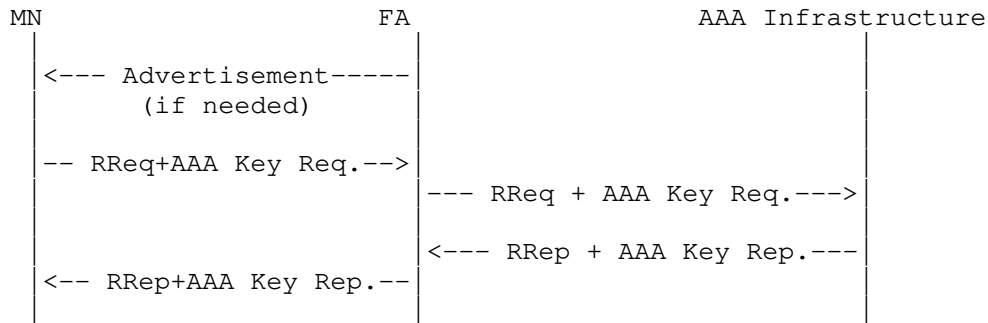 MN FA AAA Infrastructure
<--- Advertisement-----
(if needed)
-- RReq+AAA Key Req.-->
--- RReq + AAA Key Req.--->
<--- RRep + AAA Key Rep.---
<-- RRep+AAA Key Rep.--